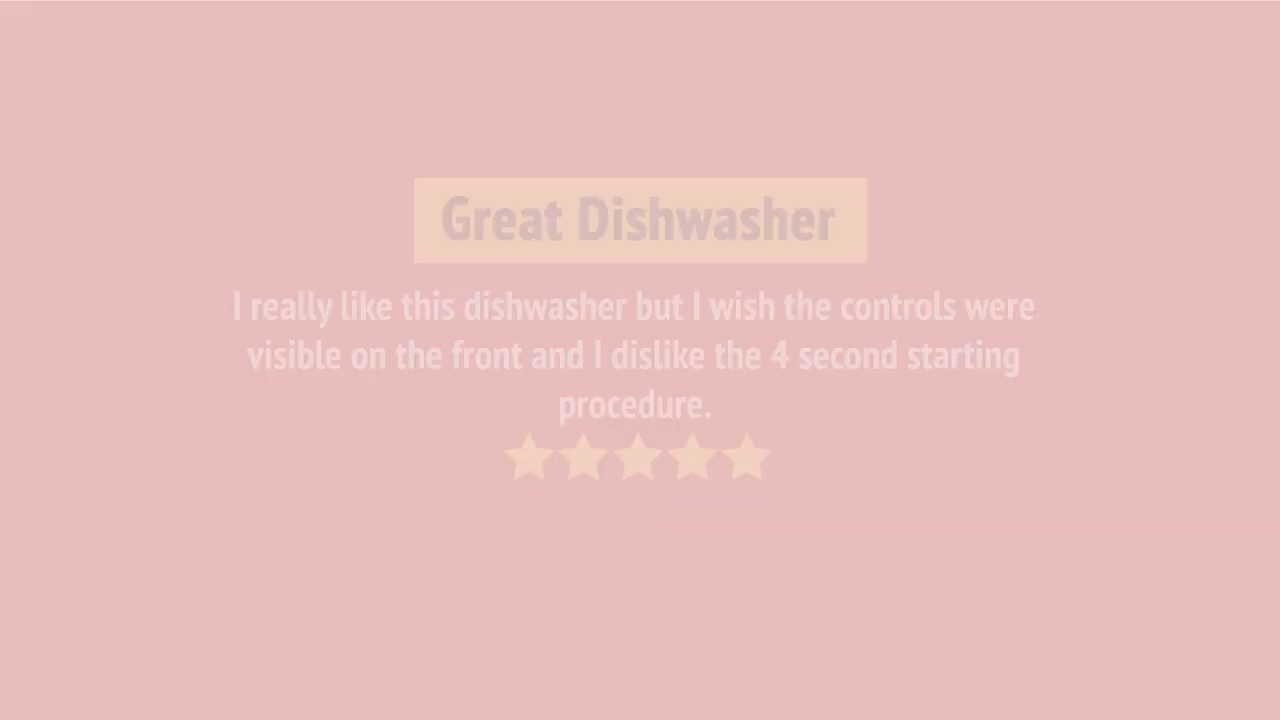 Great Dishwasher
I really like this dishwasher but I wish the controls were
visible on the front and I dislike the 4 second starting
procedure.